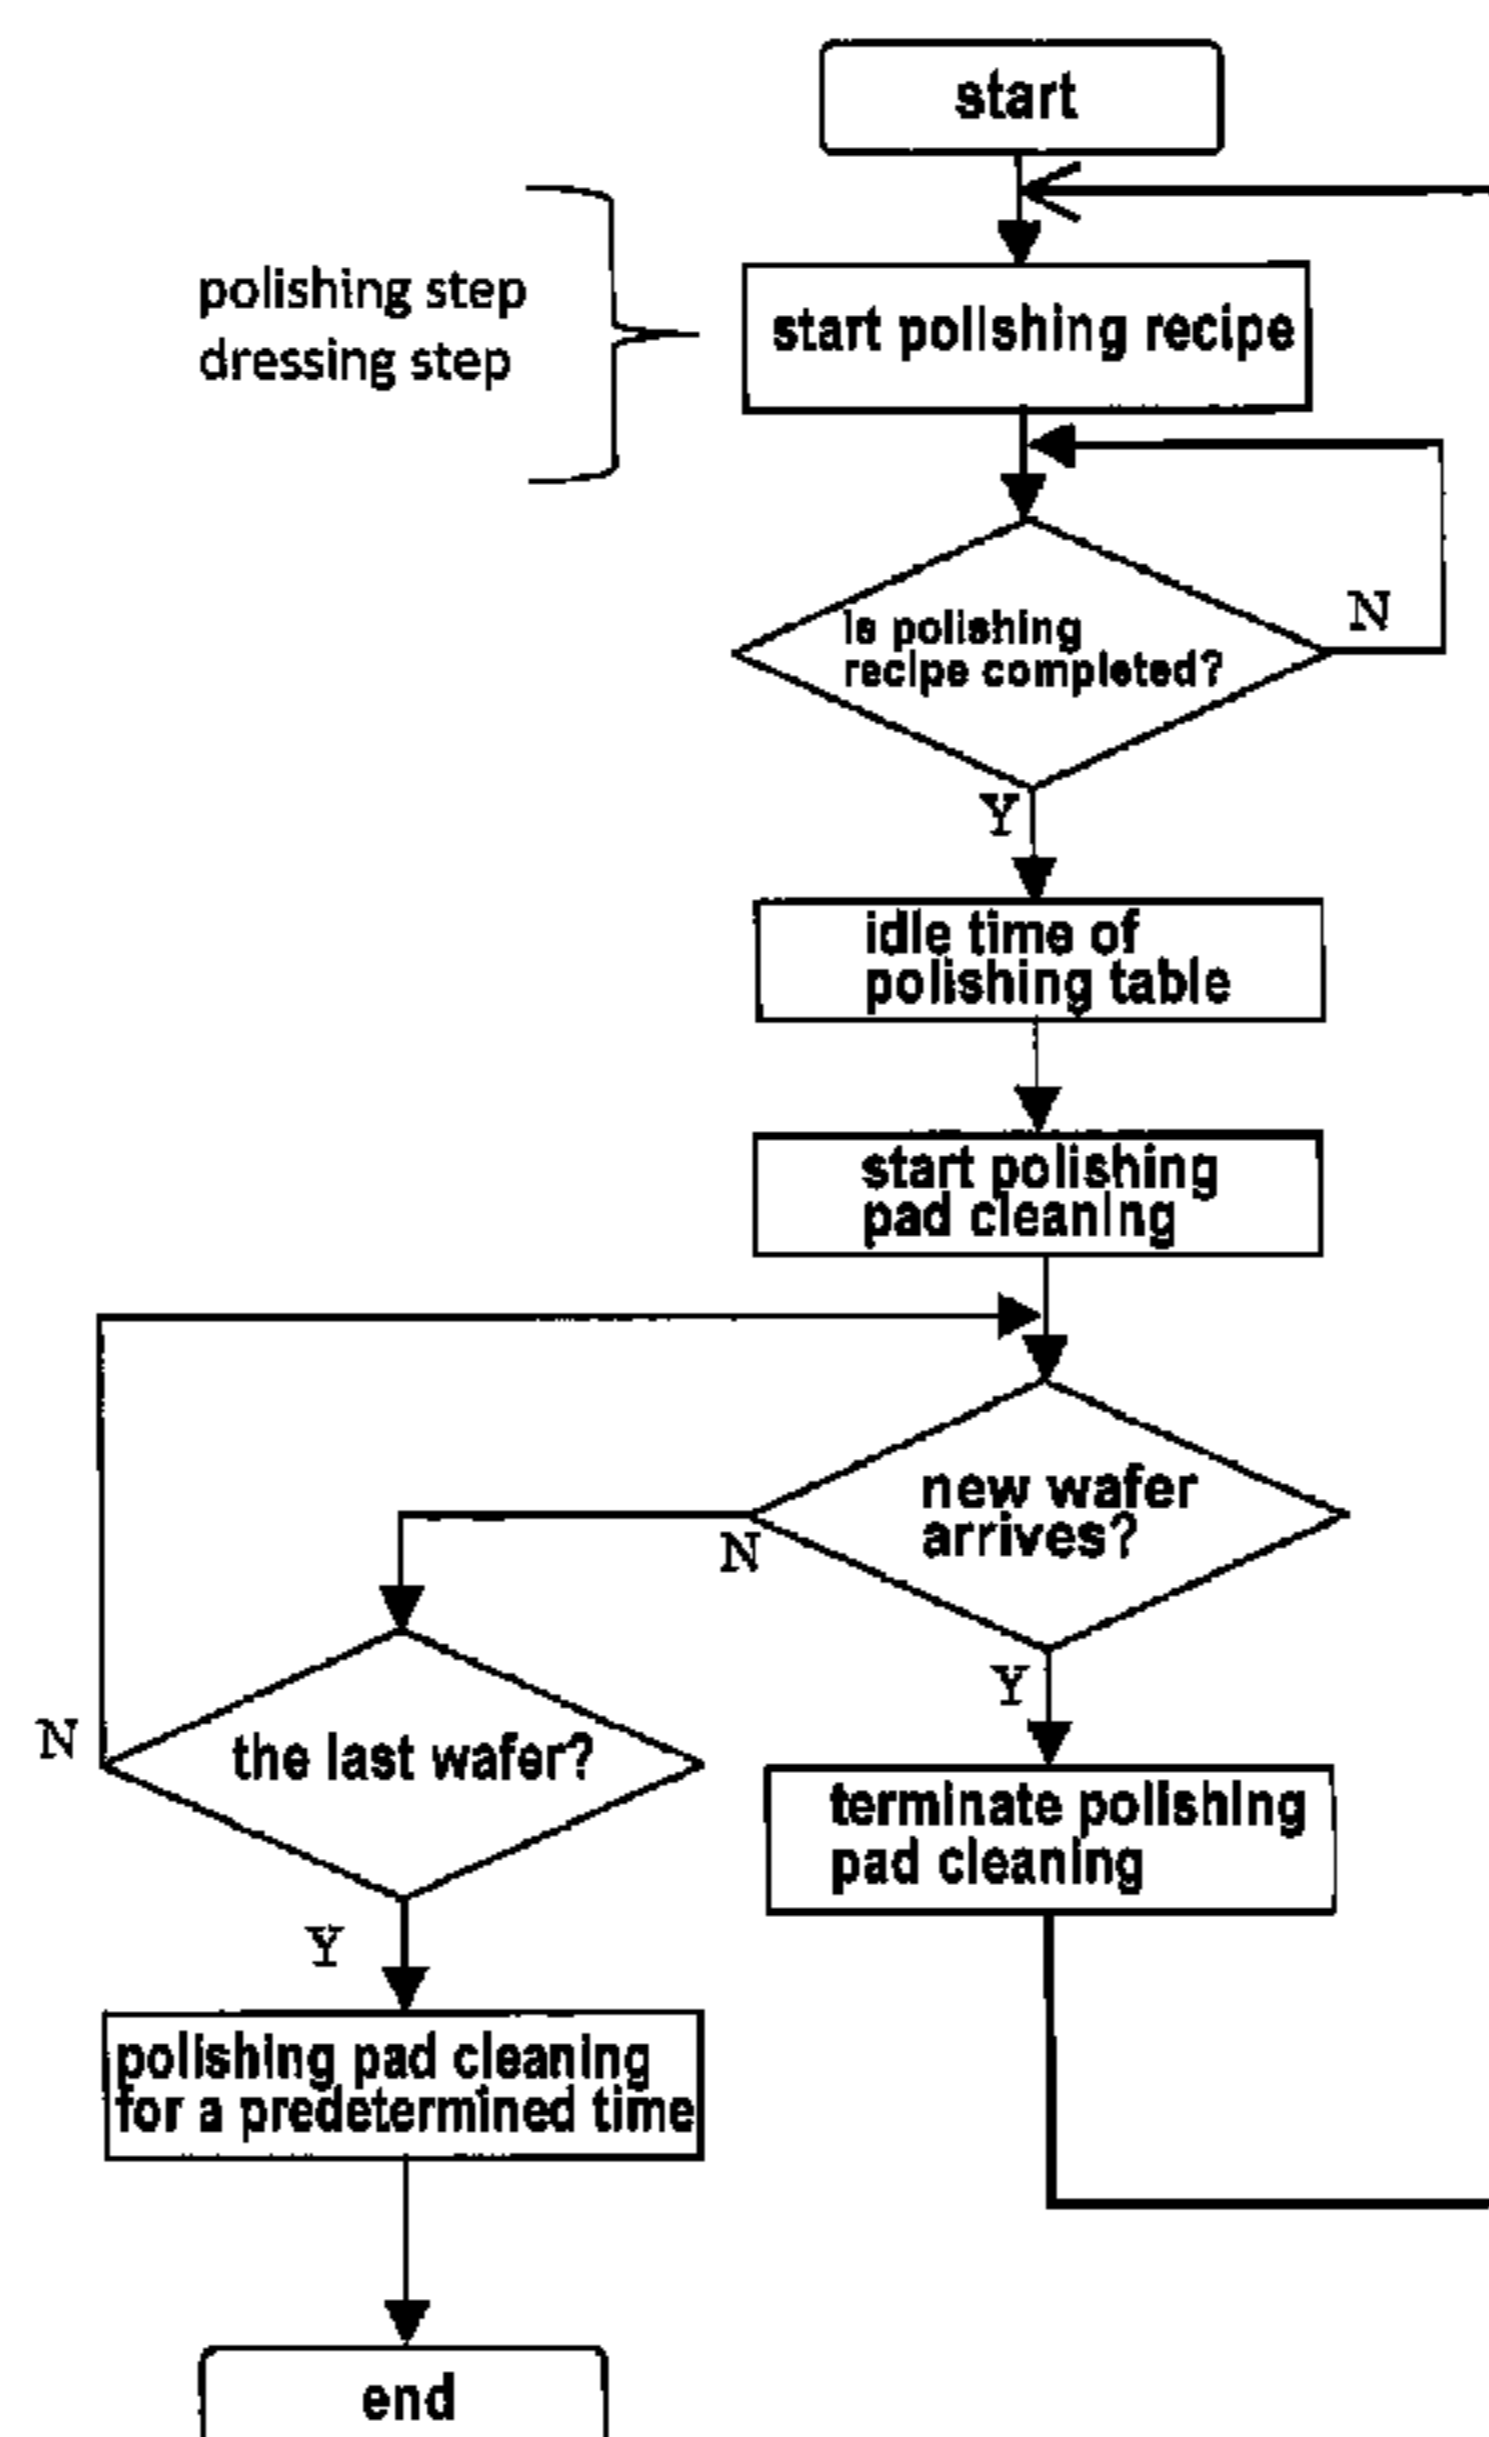 start
polishing step
dressing step
start polishing recipe
is polishing
recipe completed?
N
Y
idle time of
polishing table
start polishing
pad cleaning
new wafer
arrives?
N
Y
the last wafer?
N
terminate polishing
pad cleaning
Y
polishing pad cleaning
for a predetermined time
end